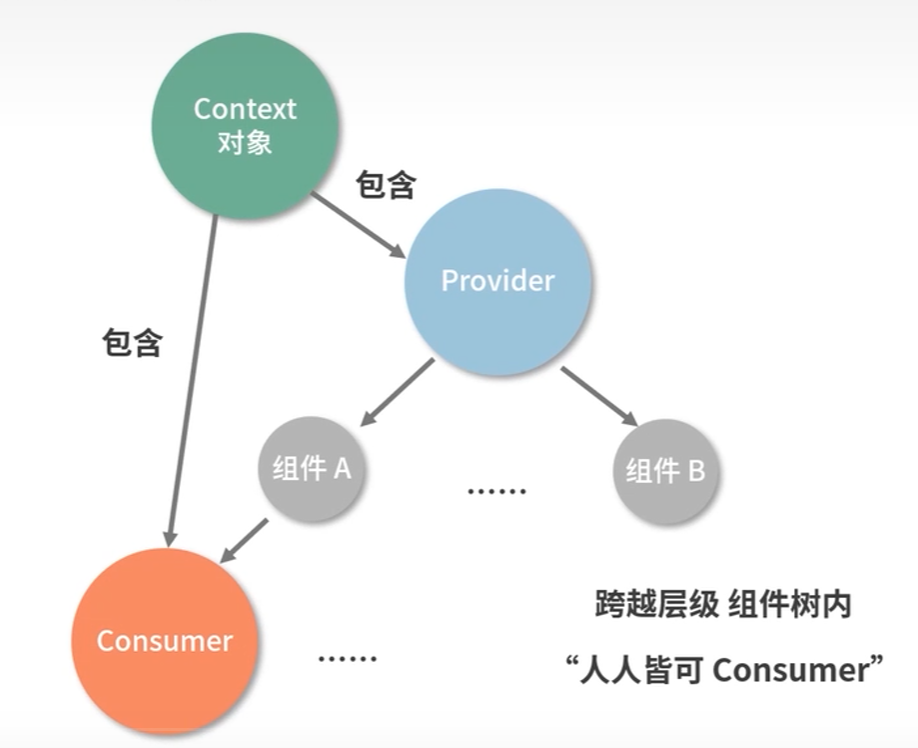 Context
对象
包含
Provider
包含
组件 A
......
组件 B
跨越层级 组件树内
Consumer
......
“人人皆可 Consumer”